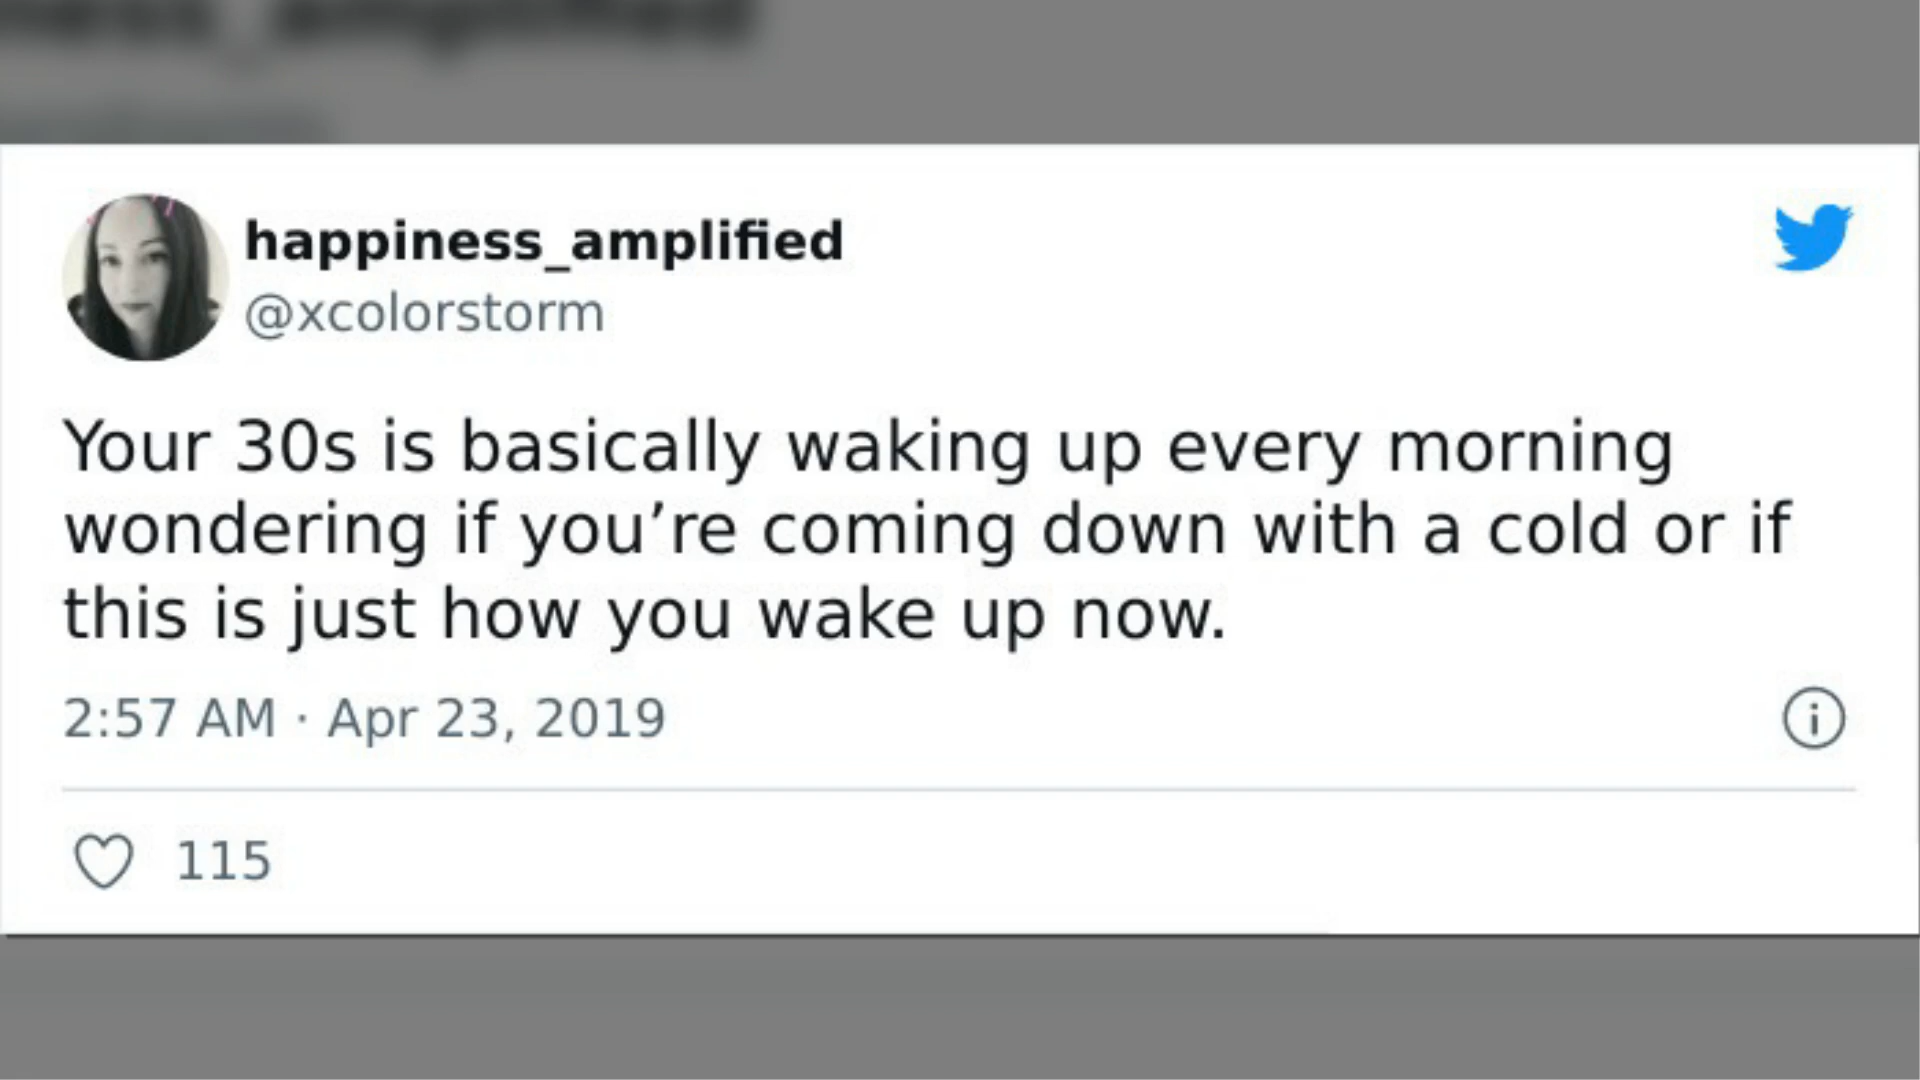 happiness_amplified
@xcolorstorm
Your 30s is basically waking up every morning
wondering if you’re coming down with a cold or if
this is just how you wake up now.
2:57 AM · Apr 23, 2019
115